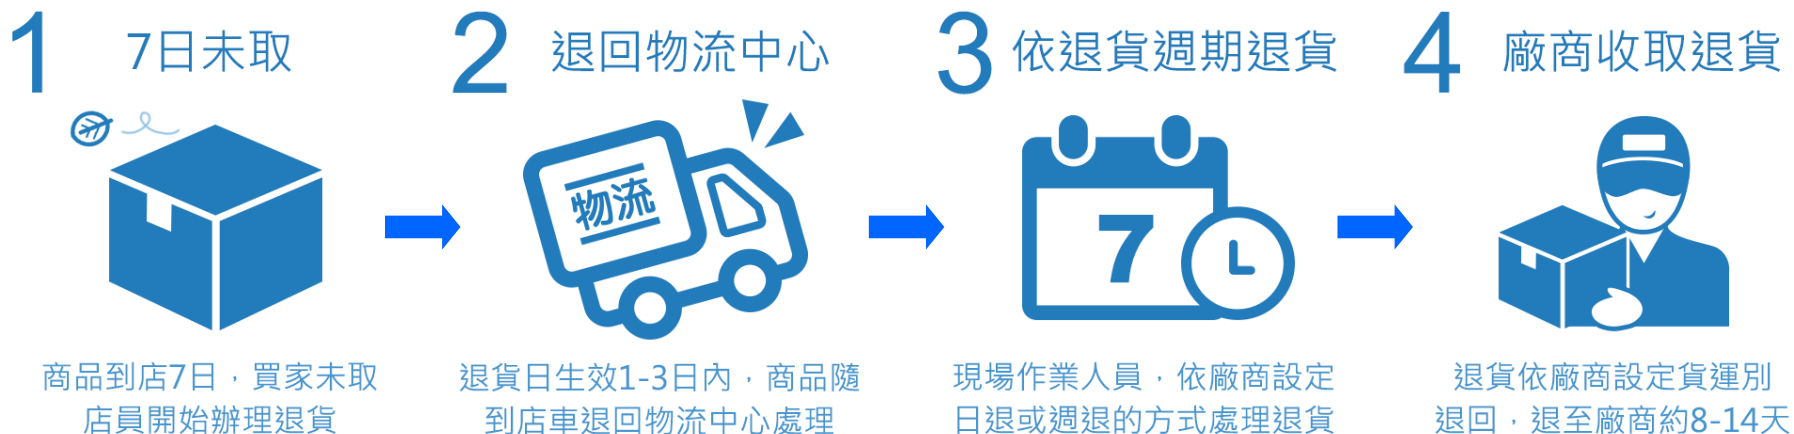 1 7日未取
2 退回物流中心
3 依退貨週期退貨
4 廠商收取退貨
物流
7
商品到店7日，買家未取
店員開始辦理退貨
退貨日生效1-3日內，商品隨
到店車退回物流中心處理
現場作業人員，依廠商設定
日退或週退的方式處理退貨
退貨依廠商設定貨運別
退回，退至廠商約8-14天